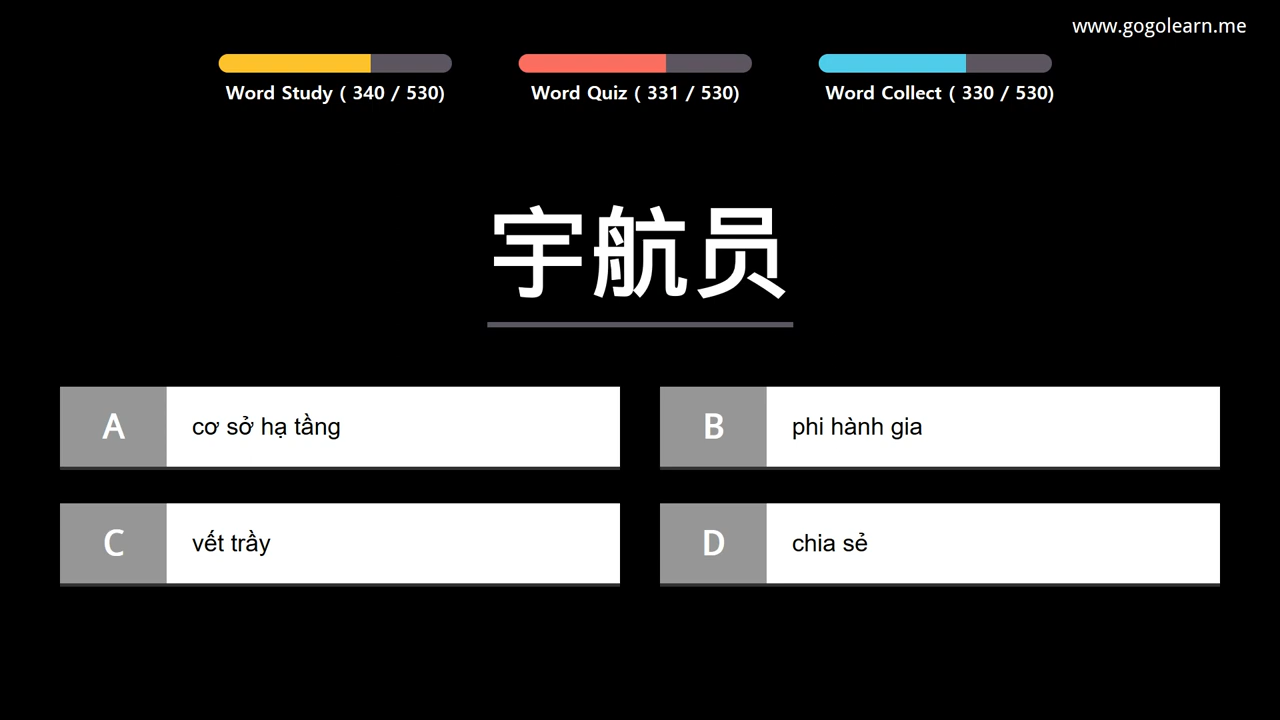 www.gogolearn.me
Word Study ( 340 / 530)
Word Quiz ( 331 / 530)
Word Collect ( 330 / 530)
宇航员
A cơ sở hạ tầng
B phi hành gia
C vết trầy
D chia sẻ